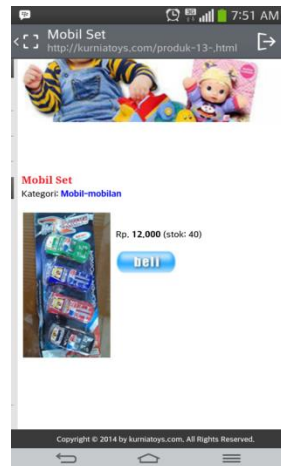 3G
7:51 AM
Mobil Set
http://kurniatoys.com/produk-13-.html
Mobil Set
Kategori: Mobil-mobilan
Rp. 12,000 (stok: 40)
beli
Copyright © 2014 by kurniatoys.com, All Rights Reserved.